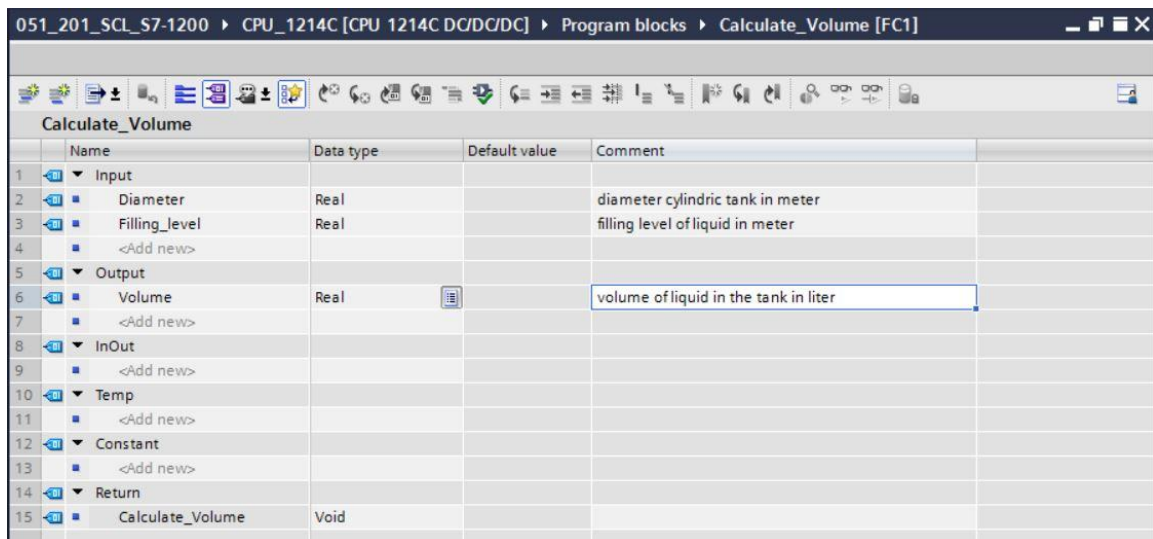 051_201_SCL_S7-1200 ▸ CPU_1214C [CPU 1214C DC/DC/DC] ▸ Program blocks ▸ Calculate_Volume [FC1]
Calculate_Volume
Name Data type Default value Comment
1 Input
2 Diameter Real diameter cylindric tank in meter
3 Filling_level Real filling level of liquid in meter
4 <Add new>
5 Output
6 Volume Real volume of liquid in the tank in liter
7 <Add new>
8 InOut
9 <Add new>
10 Temp
11 <Add new>
12 Constant
13 <Add new>
14 Return
15 Calculate_Volume Void